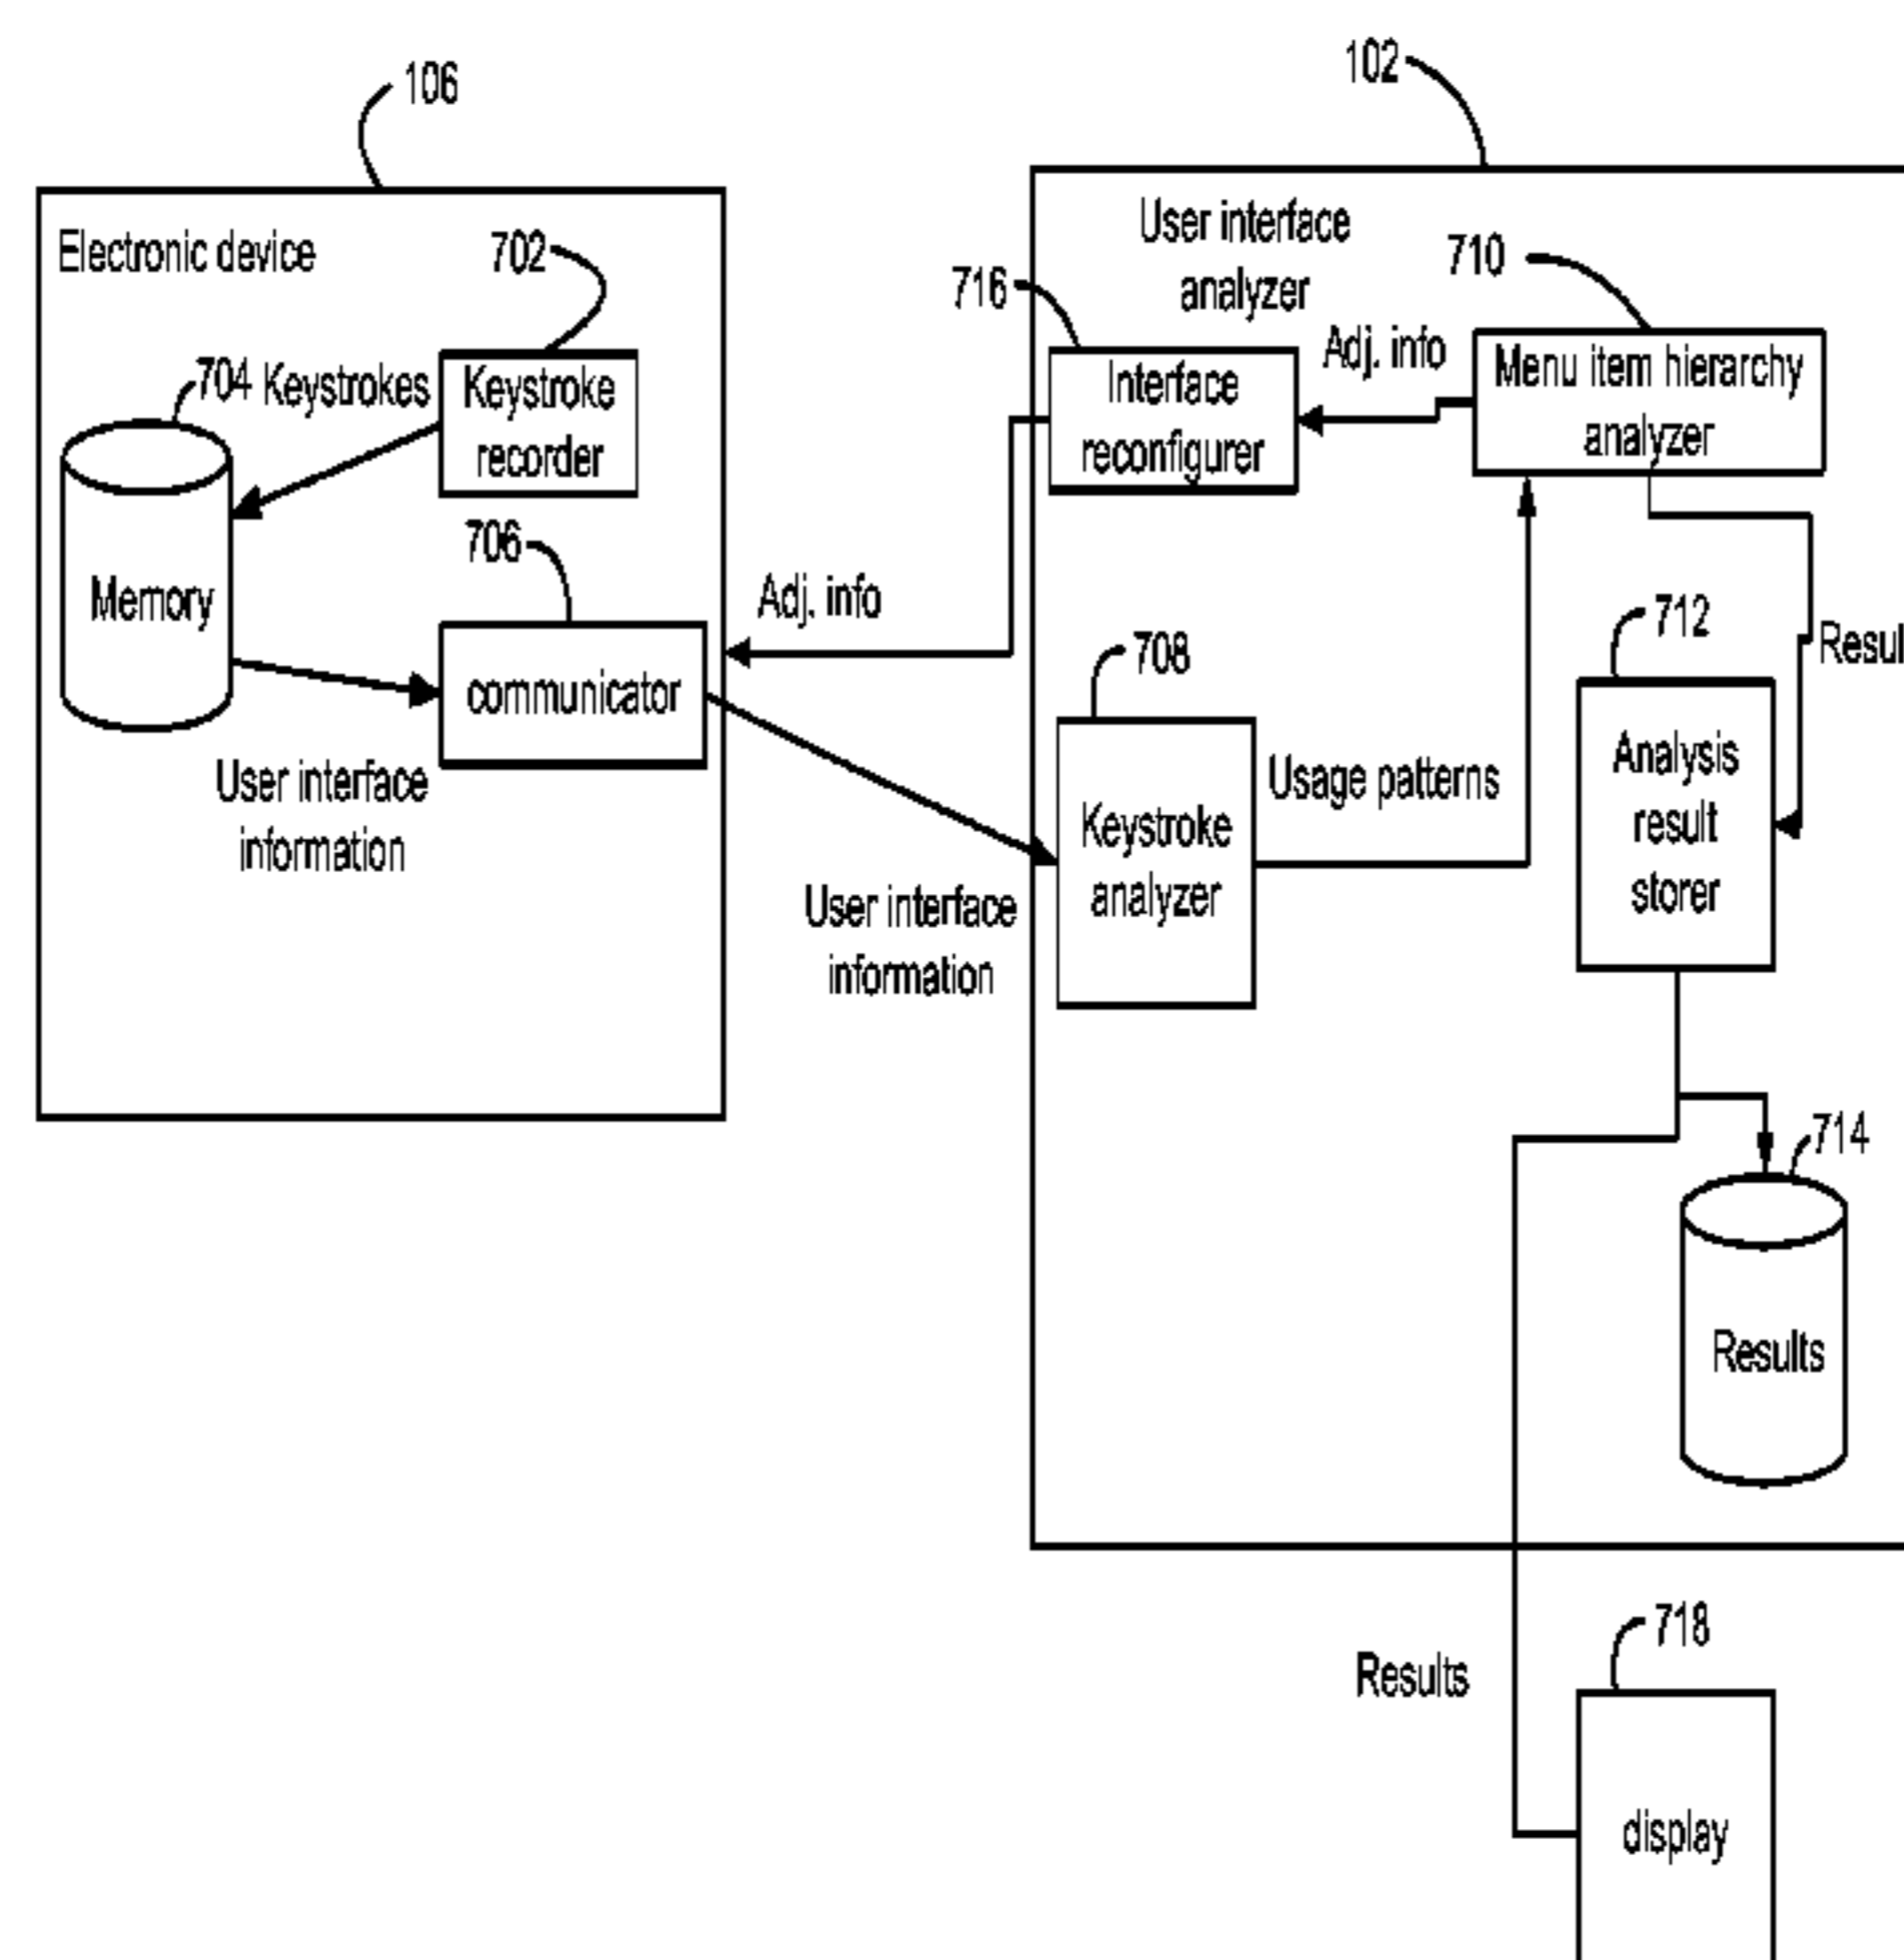 106
102
Electronic device
702
704
Keystrokes
Keystroke
recorder
Memory
706
communicator
User interface
information
Adj. info
User interface
information
User interface
analyzer
716
Interface
reconfigurer
Adj. info
710
Menu item hierarchy
analyzer
708
Keystroke
analyzer
Usage patterns
712
Resul
Analysis
result
storer
714
Results
Results
718
display